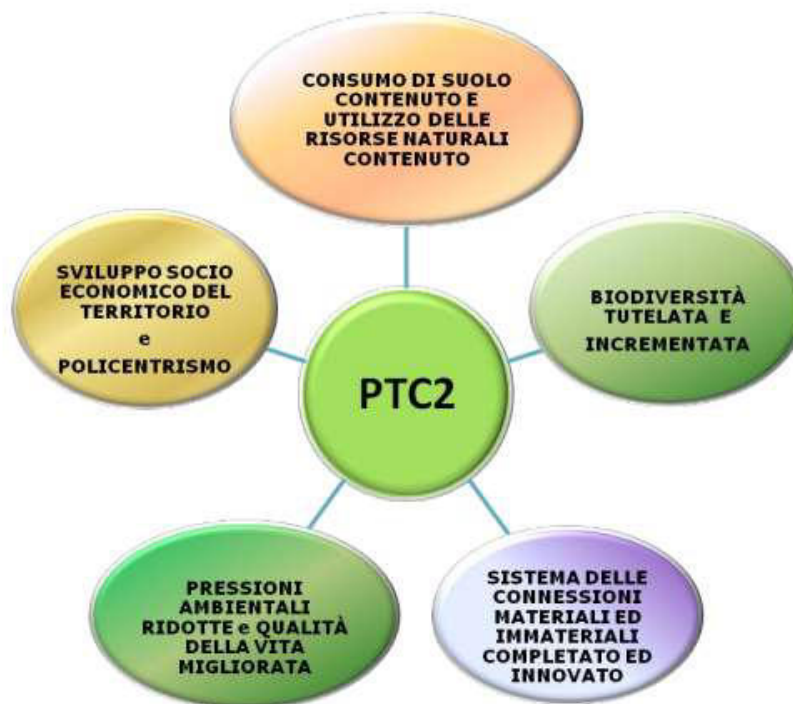 CONSUMO DI SUOLO
CONTENUTO E
UTILIZZO DELLE
RISORSE NATURALI
CONTENUTO
SVILUPPO SOCIO
ECONOMICO DEL
TERRITORIO
e
POLICENTRISMO
BIODIVERSITÀ
TUTELATA E
INCREMENTATA
PTC2
PRESSIONI
AMBIENTALI
RIDOTTE e QUALITÀ
DELLA VITA
MIGLIORATA
SISTEMA DELLE
CONNESSIONI
MATERIALI ED
IMMATERIALI
COMPLETATO ED
INNOVATO